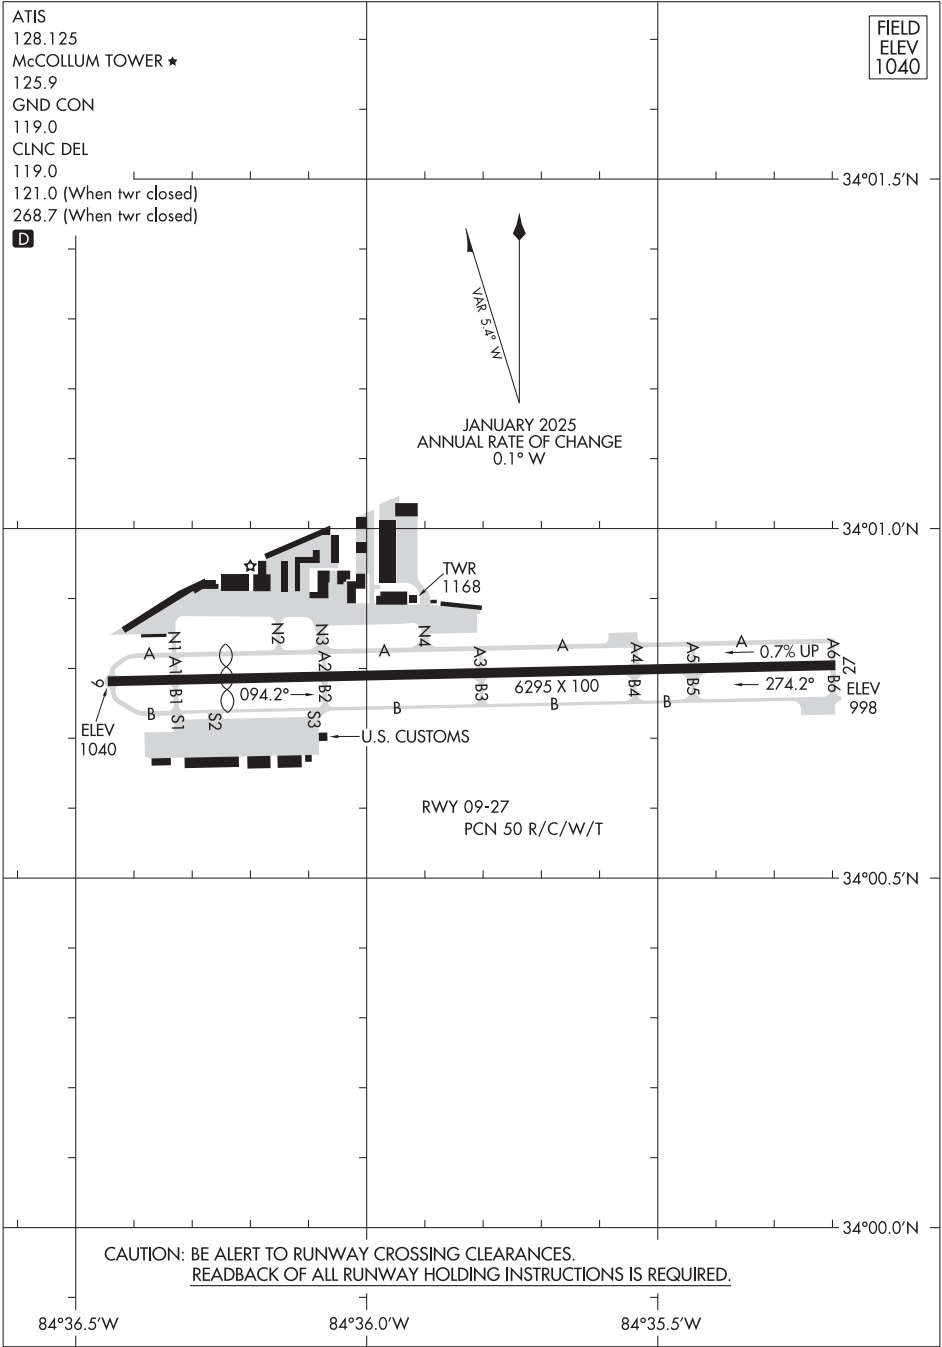 ATIS
128.125
McCOLLUM TOWER ★
125.9
GND CON
119.0
CLNC DEL
119.0
121.0 (When twr closed)
268.7 (When twr closed)
D
FIELD
ELEV
1040
34°01.5'N
VAR 5.4° W
JANUARY 2025
ANNUAL RATE OF CHANGE
0.1° W
34°01.0'N
TWR
1168
N1
N2
N3
N4
A
A1
A2
A
A3
A
A4
A5
A
A6
0.7% UP
27
9
094.2°
6295 X 100
274.2°
ELEV
998
B1
B2
B3
B4
B5
B6
B
B
B
B
S1
S2
S3
ELEV
1040
U.S. CUSTOMS
RWY 09-27
PCN 50 R/C/W/T
34°00.5'N
34°00.0'N
CAUTION: BE ALERT TO RUNWAY CROSSING CLEARANCES.
READBACK OF ALL RUNWAY HOLDING INSTRUCTIONS IS REQUIRED.
84°36.5'W
84°36.0'W
84°35.5'W